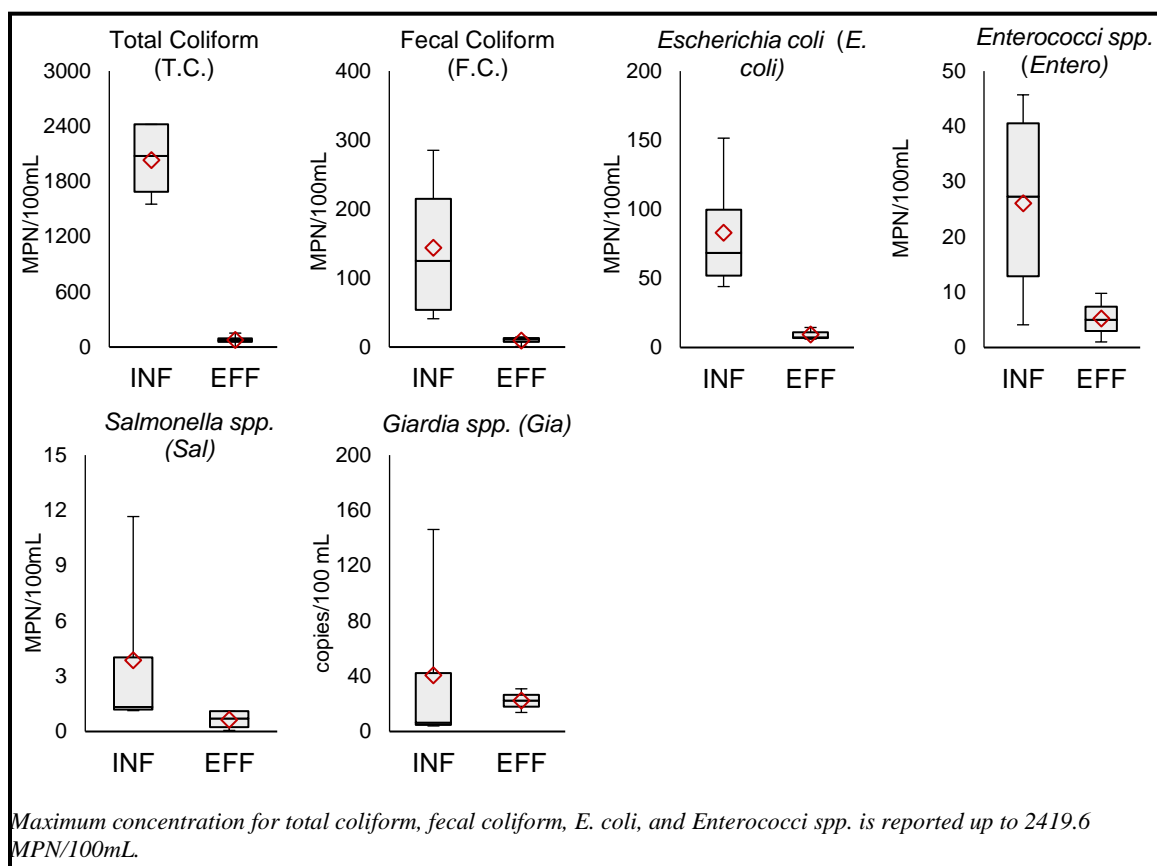 Total Coliform
(T.C.)
3000
2400
1800
1200
600
0
MPN/100mL
INF EFF
Fecal Coliform
(F.C.)
400
300
200
100
0
MPN/100mL
INF EFF
Escherichia coli (E.
coli)
200
150
100
50
0
MPN/100mL
INF EFF
Enterococci spp.
(Entero)
50
40
30
20
10
0
MPN/100mL
INF EFF
Salmonella spp.
(Sal)
15
12
9
6
3
0
MPN/100mL
INF EFF
Giardia spp. (Gia)
200
160
120
80
40
0
copies/100 mL
INF EFF
Maximum concentration for total coliform, fecal coliform, E. coli, and Enterococci spp. is reported up to 2419.6
MPN/100mL.